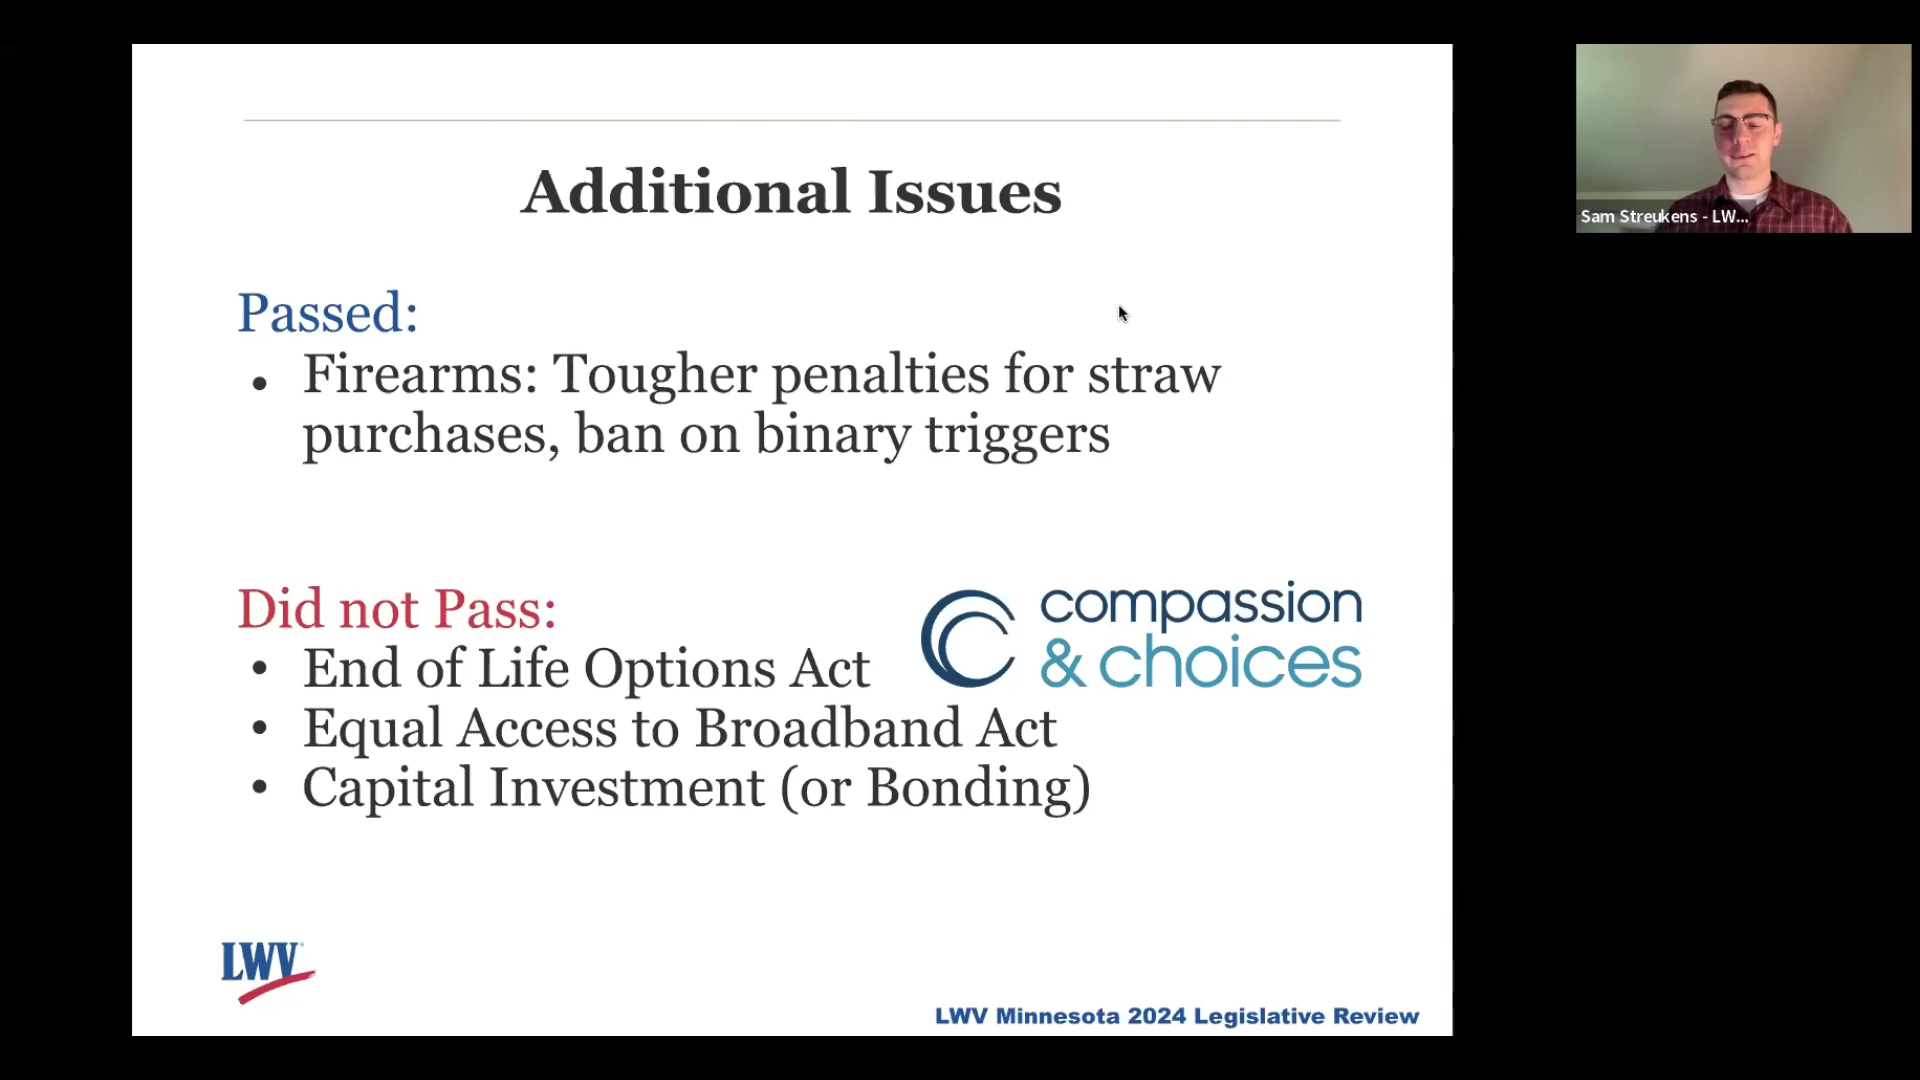 Additional Issues
Passed:
• Firearms: Tougher penalties for straw
purchases, ban on binary triggers
Did not Pass:
• End of Life Options Act
• Equal Access to Broadband Act
• Capital Investment (or Bonding)
compassion
& choices
LWV
LWV Minnesota 2024 Legislative Review
Sam Streukens - LW...